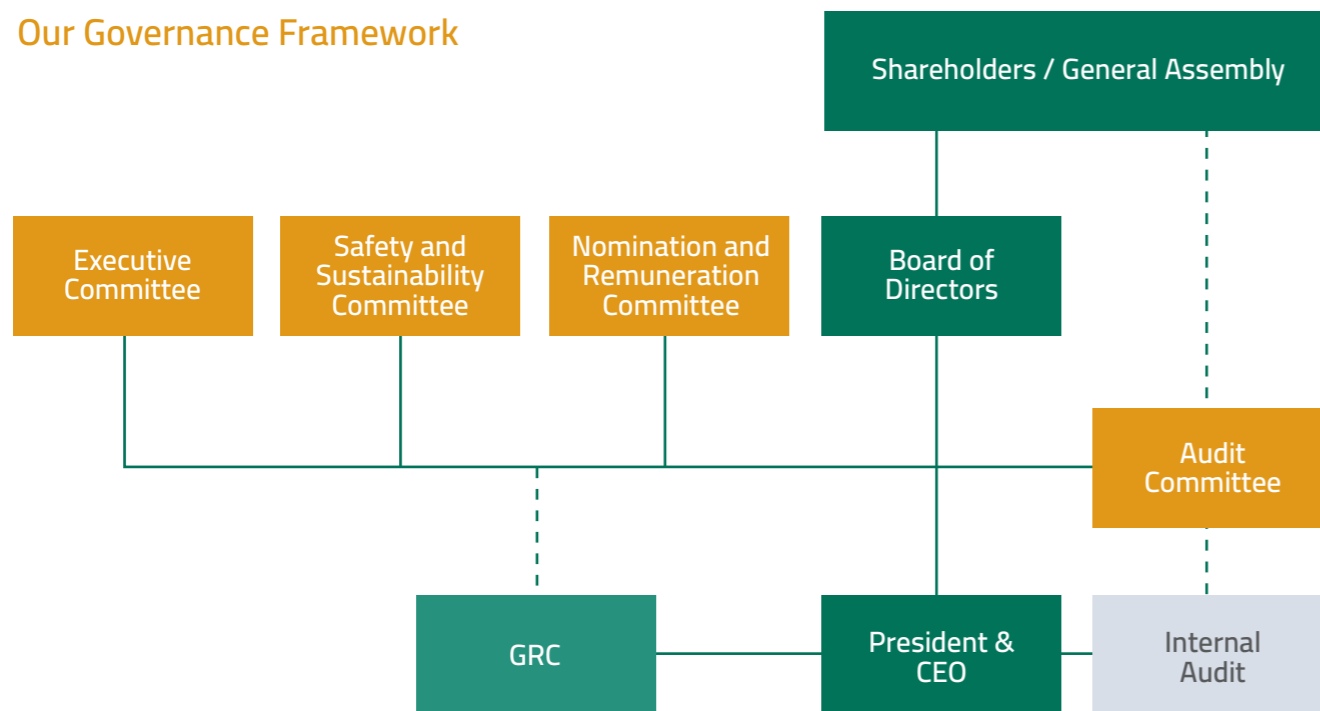 Our Governance Framework
Shareholders / General Assembly
Executive
Committee
Safety and
Sustainability
Committee
Nomination and
Remuneration
Committee
Board of
Directors
Audit
Committee
GRC
President &
CEO
Internal
Audit